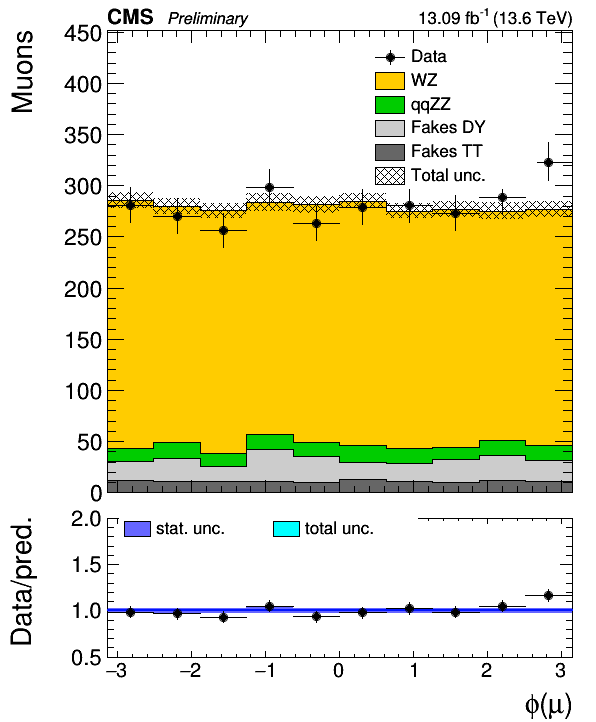 CMS Preliminary 13.09 fb⁻¹ (13.6 TeV)
Muons
450
400
350
300
250
200
150
100
50
0
Data
WZ
qqZZ
Fakes DY
Fakes TT
Total unc.
Data/pred.
2.0
1.5
1.0
0.5
stat. unc. total unc.
−3 −2 −1 0 1 2 3
ϕ(μ)